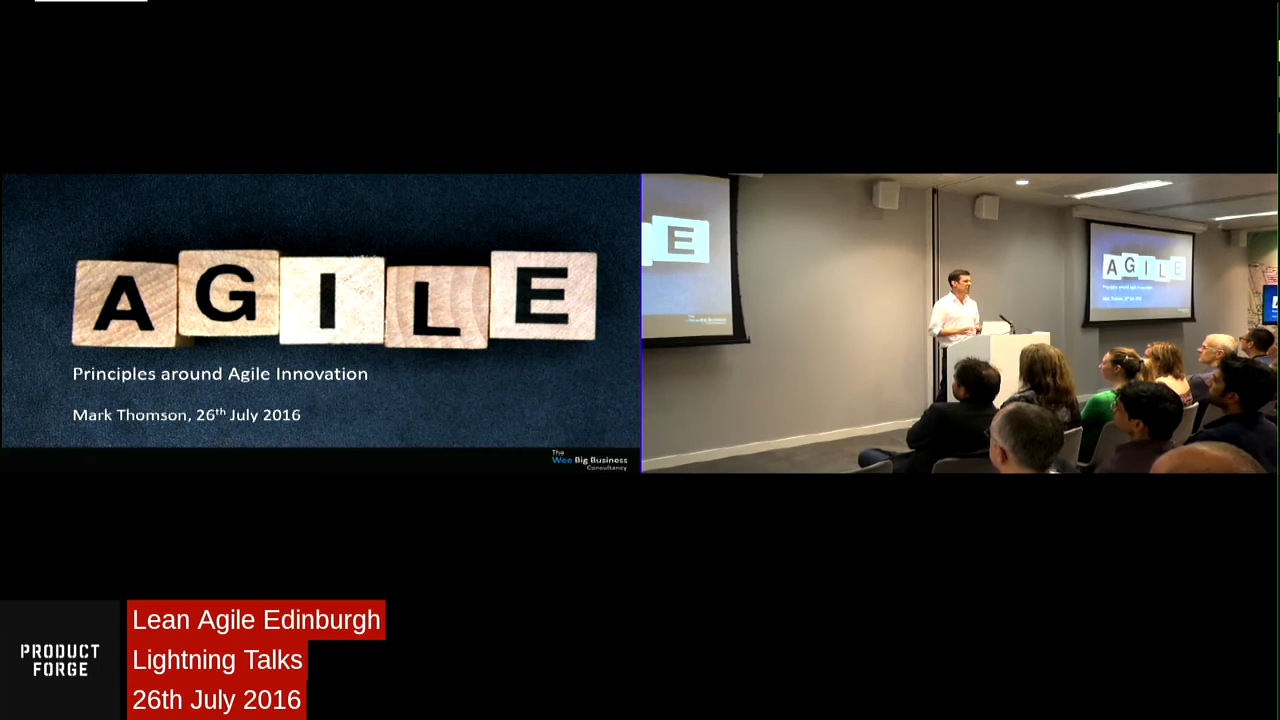 AGILE
Principles around Agile Innovation
Mark Thomson, 26th July 2016
The
Wee Big Business
Consultancy
E
AGILE
PRODUCT
FORGE
Lean Agile Edinburgh
Lightning Talks
26th July 2016